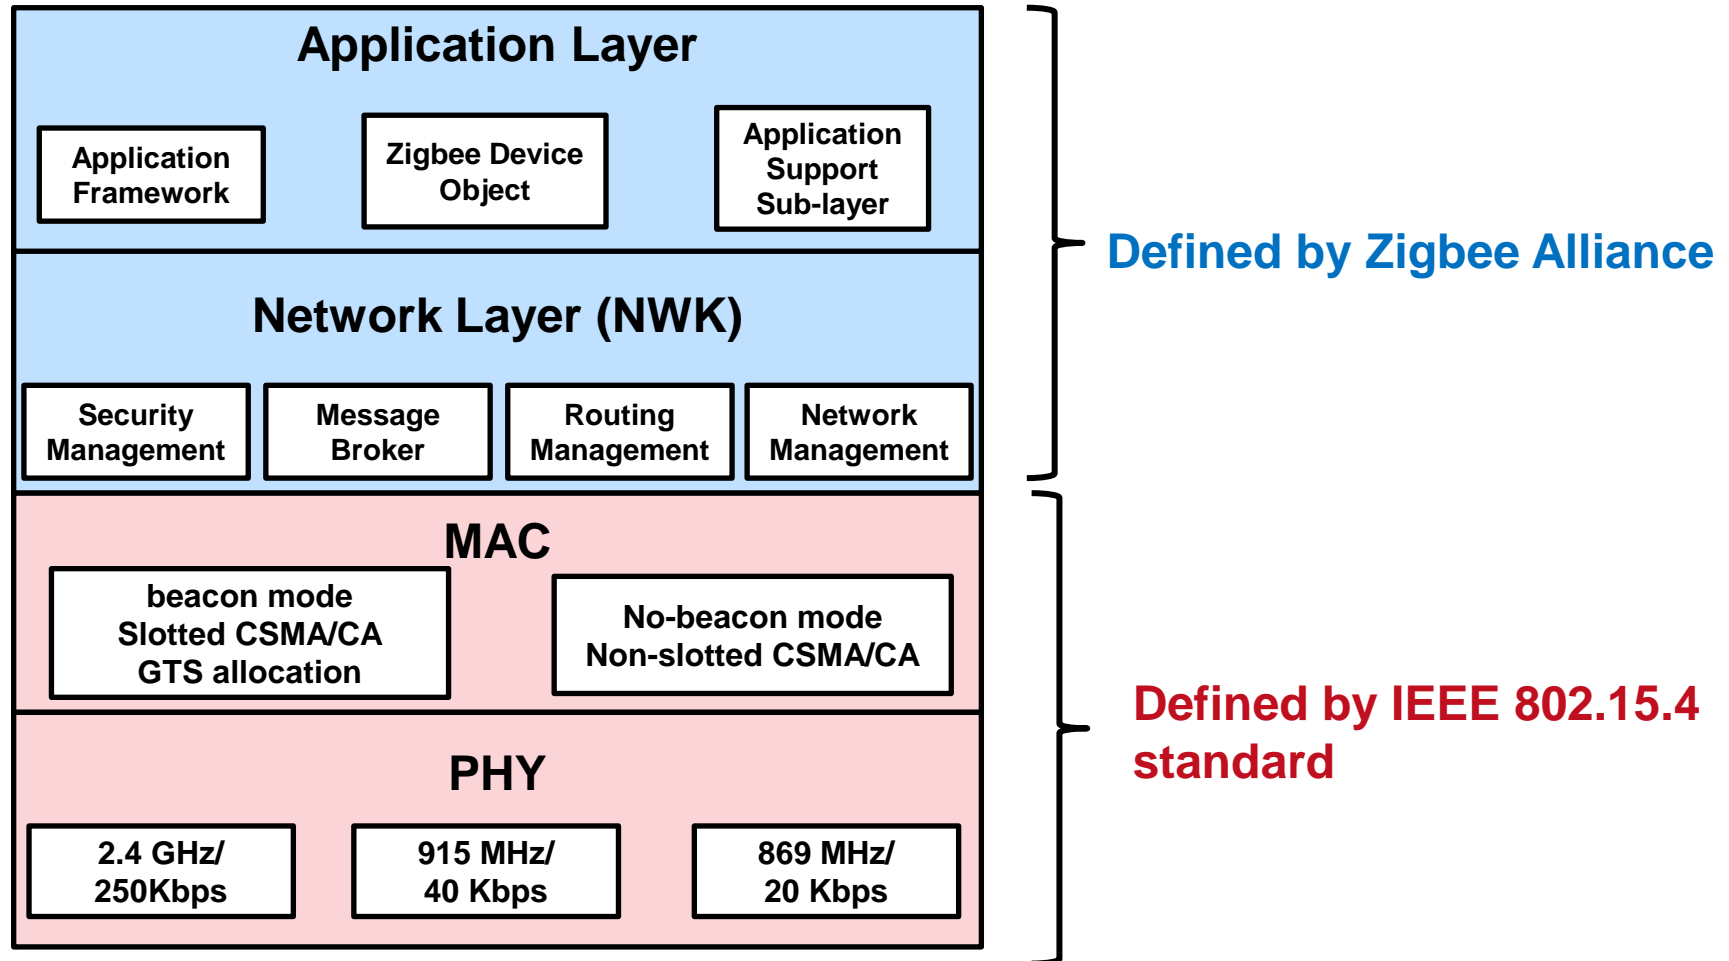 Application Layer
Application
Framework
Zigbee Device
Object
Application
Support
Sub-layer
Defined by Zigbee Alliance
Network Layer (NWK)
Security
Management
Message
Broker
Routing
Management
Network
Management
MAC
beacon mode
Slotted CSMA/CA
GTS allocation
No-beacon mode
Non-slotted CSMA/CA
Defined by IEEE 802.15.4
standard
PHY
2.4 GHz/
250Kbps
915 MHz/
40 Kbps
869 MHz/
20 Kbps